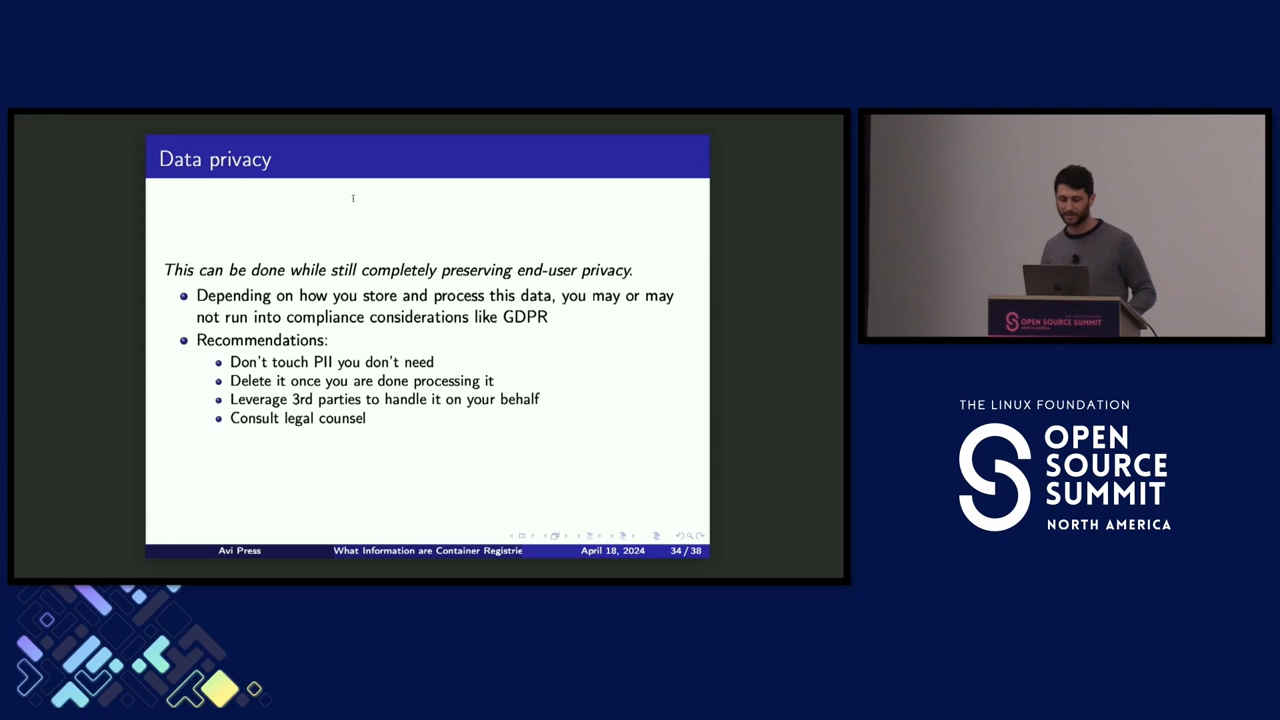 Data privacy
This can be done while still completely preserving end-user privacy.
Depending on how you store and process this data, you may or may
not run into compliance considerations like GDPR
Recommendations:
Don't touch PII you don't need
Delete it once you are done processing it
Leverage 3rd parties to handle it on your behalf
Consult legal counsel
Avi Press What Information are Container Registrie April 18, 2024 34 / 38
OPEN SOURCE SUMMIT
NORTH AMERICA
THE LINUX FOUNDATION
OPEN
SOURCE
SUMMIT
NORTH AMERICA